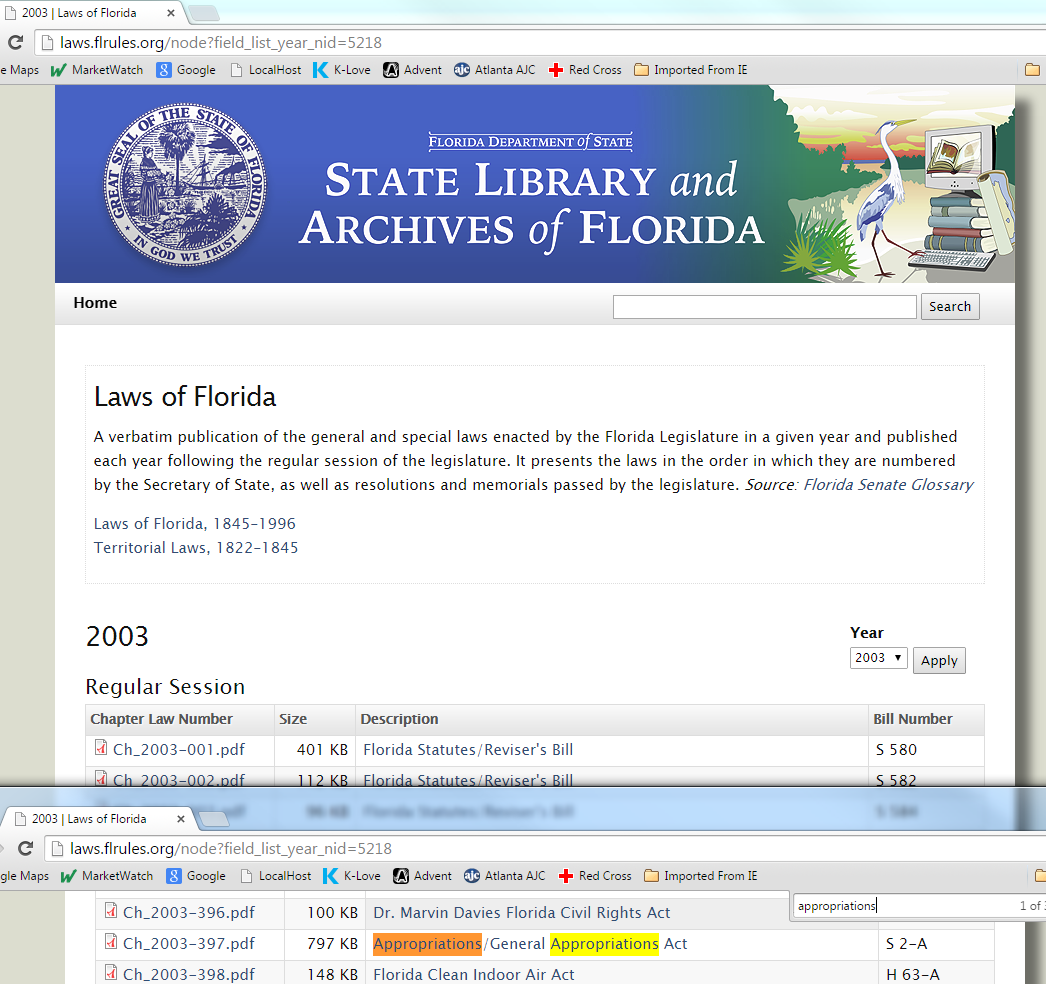 2003 | Laws of Florida
laws.flrules.org/node?field_list_year_nid=5218
e Maps MarketWatch Google LocalHost K-Love Advent Atlanta AJC Red Cross Imported From IE
GREAT SEAL OF THE STATE OF FLORIDA
IN GOD WE TRUST
FLORIDA DEPARTMENT of STATE
STATE LIBRARY and
ARCHIVES of FLORIDA
Home Search
Laws of Florida
A verbatim publication of the general and special laws enacted by the Florida Legislature in a given year and published
each year following the regular session of the legislature. It presents the laws in the order in which they are numbered
by the Secretary of State, as well as resolutions and memorials passed by the legislature. Source: Florida Senate Glossary
Laws of Florida, 1845-1996
Territorial Laws, 1822-1845
2003
Year
2003 Apply
Regular Session
Chapter Law Number Size Description Bill Number
Ch_2003-001.pdf 401 KB Florida Statutes/Reviser's Bill S 580
Ch_2003-002.pdf 112 KB Florida Statutes/Reviser's Bill S 582
96 KB Florida Statutes/Reviser's Bill S 584
2003 | Laws of Florida
laws.flrules.org/node?field_list_year_nid=5218
gle Maps MarketWatch Google LocalHost K-Love Advent Atlanta AJC Red Cross Imported From IE
appropriations 1 of 3
Ch_2003-396.pdf 100 KB Dr. Marvin Davies Florida Civil Rights Act
Ch_2003-397.pdf 797 KB Appropriations/General Appropriations Act S 2-A
Ch_2003-398.pdf 148 KB Florida Clean Indoor Air Act H 63-A